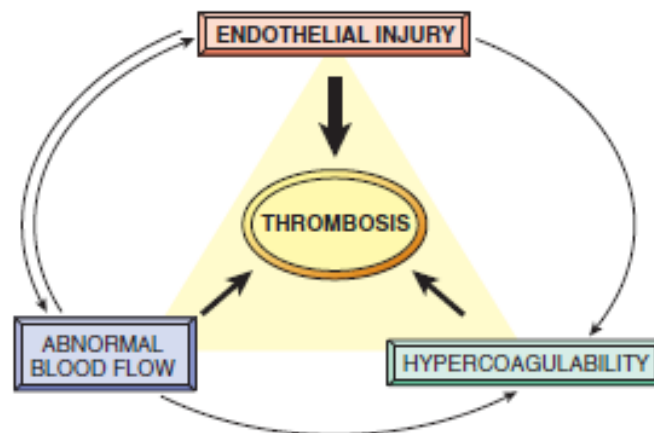 ENDOTHELIAL INJURY
THROMBOSIS
ABNORMAL
BLOOD FLOW
HYPERCOAGULABILITY